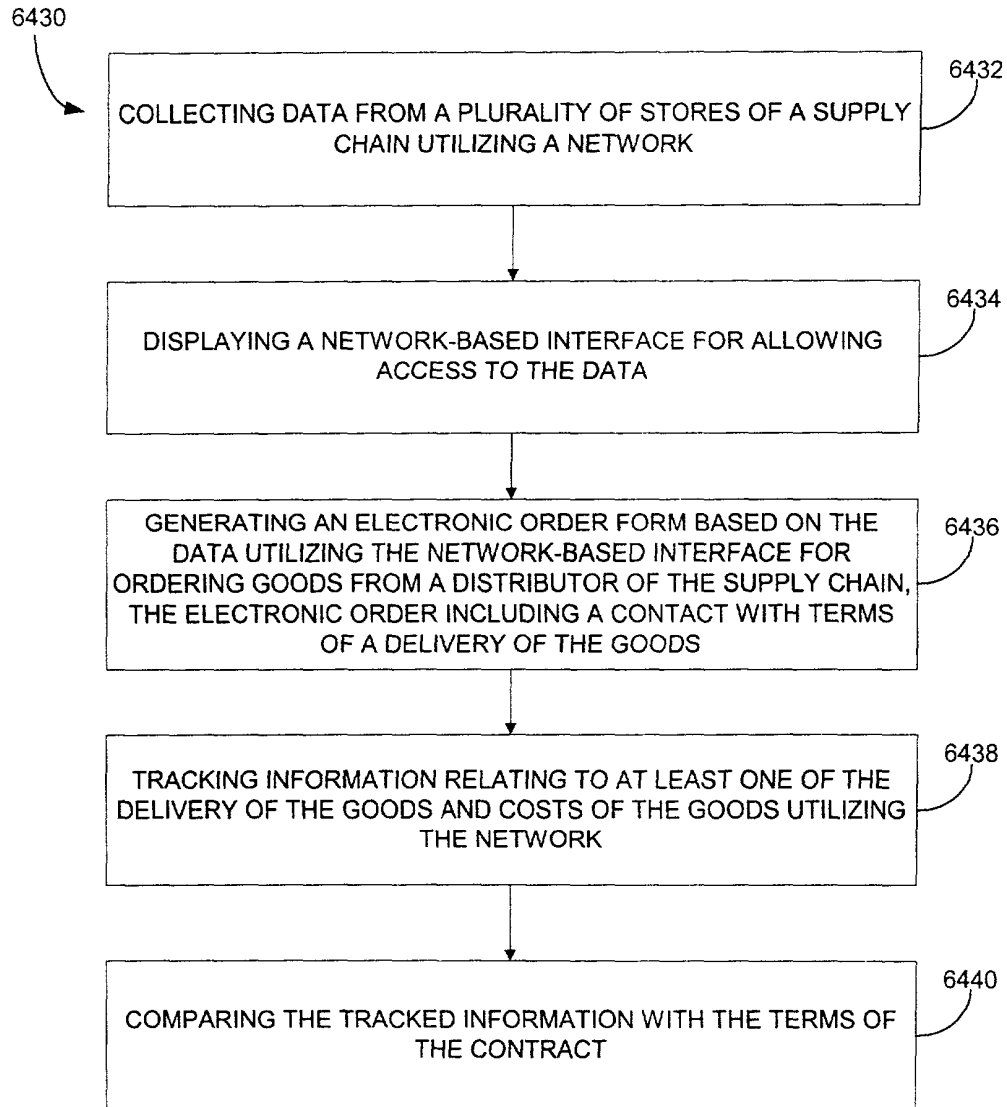 6430
6432
COLLECTING DATA FROM A PLURALITY OF STORES OF A SUPPLY
CHAIN UTILIZING A NETWORK
6434
DISPLAYING A NETWORK-BASED INTERFACE FOR ALLOWING
ACCESS TO THE DATA
6436
GENERATING AN ELECTRONIC ORDER FORM BASED ON THE
DATA UTILIZING THE NETWORK-BASED INTERFACE FOR
ORDERING GOODS FROM A DISTRIBUTOR OF THE SUPPLY CHAIN,
THE ELECTRONIC ORDER INCLUDING A CONTACT WITH TERMS
OF A DELIVERY OF THE GOODS
6438
TRACKING INFORMATION RELATING TO AT LEAST ONE OF THE
DELIVERY OF THE GOODS AND COSTS OF THE GOODS UTILIZING
THE NETWORK
6440
COMPARING THE TRACKED INFORMATION WITH THE TERMS OF
THE CONTRACT